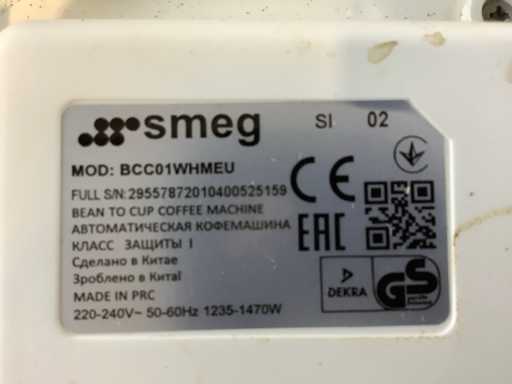 smeg SI 02
MOD: BCC01WHMEU
FULL S/N:29557872010400525159
BEAN TO CUP COFFEE MACHINE
АВТОМАТИЧЕСКАЯ КОФЕМАШИНА
КЛАСС ЗАЩИТЫ I
Сделано в Китае
Зроблено в Китаї
MADE IN PRC
220-240V~ 50-60Hz 1235-1470W
CE
EAC
DEKRA
GS